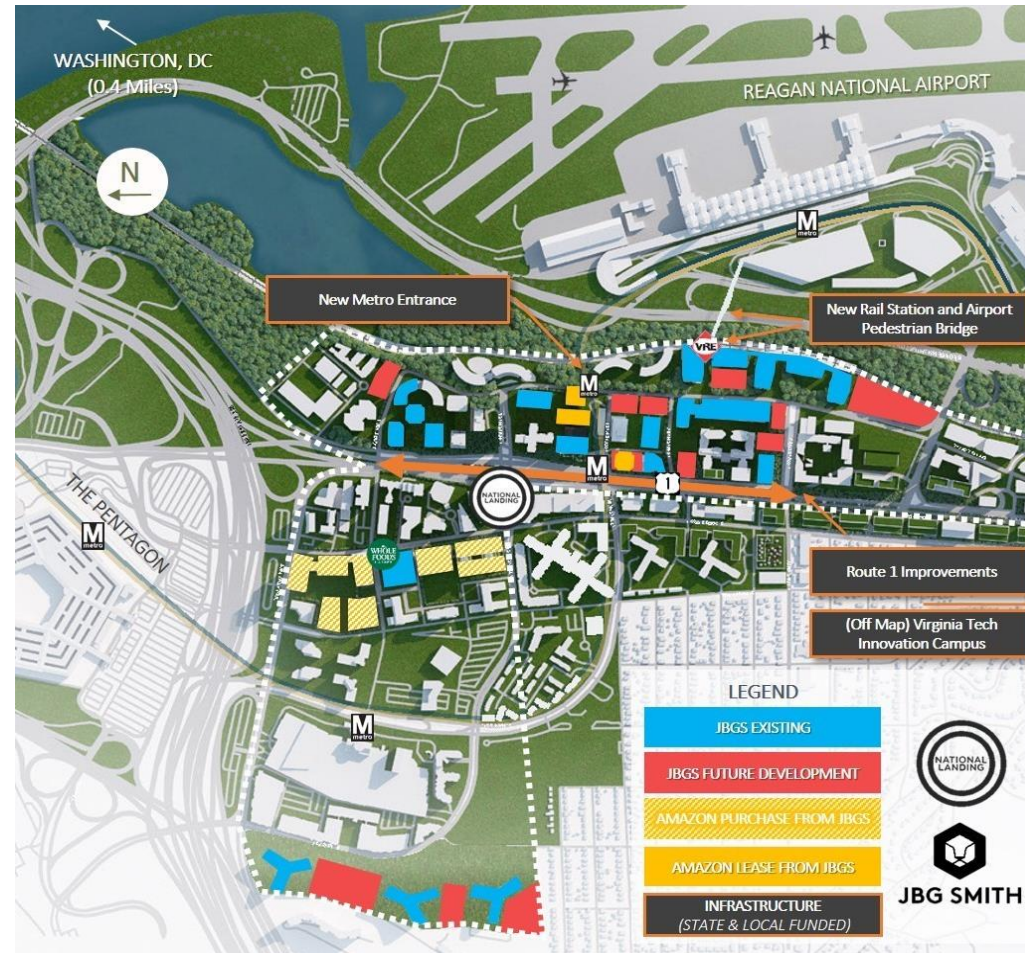 WASHINGTON, DC
(0.4 Miles)
REAGAN NATIONAL AIRPORT
N
M
metro
New Metro Entrance
New Rail Station and Airport
Pedestrian Bridge
VRE
M
metro
M
metro
1
NATIONAL
LANDING
THE PENTAGON
M
metro
WHOLE
FOODS
Route 1 Improvements
(Off Map) Virginia Tech
Innovation Campus
M
metro
LEGEND
JBGS EXISTING
JBGS FUTURE DEVELOPMENT
AMAZON PURCHASE FROM JBGS
AMAZON LEASE FROM JBGS
INFRASTRUCTURE
(STATE & LOCAL FUNDED)
NATIONAL
LANDING
JBG SMITH